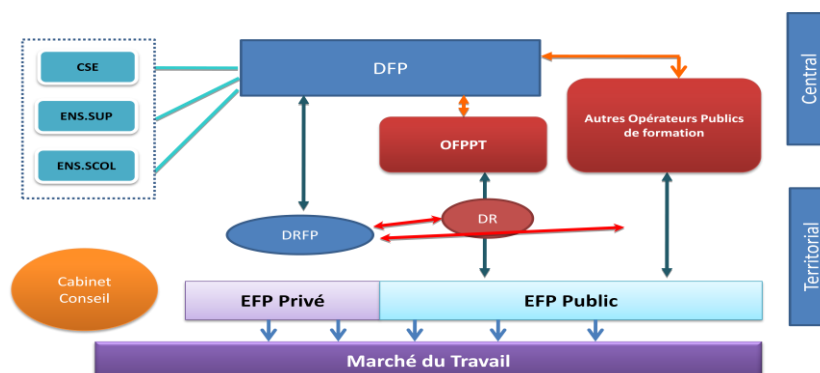 CSE
ENS.SUP
ENS.SCOL
DFP
OFPPT
Autres Opérateurs Publics
de formation
Central
DRFP
DR
Territorial
Cabinet
Conseil
EFP Privé
EFP Public
Marché du Travail